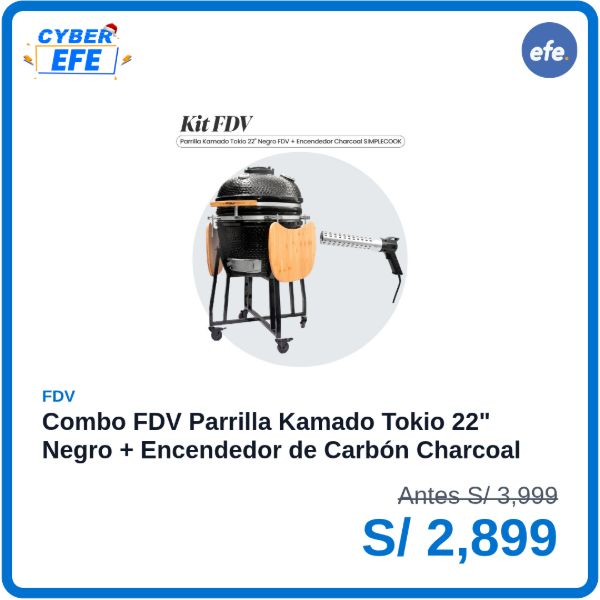 CYBER
EFE
efe.
Kit FDV
Parrilla Kamado Tokio 22" Negro FDV + Encendedor Charcoal SIMPLECOOK
FDV
Combo FDV Parrilla Kamado Tokio 22"
Negro + Encendedor de Carbón Charcoal
Antes S/ 3,999
S/ 2,899